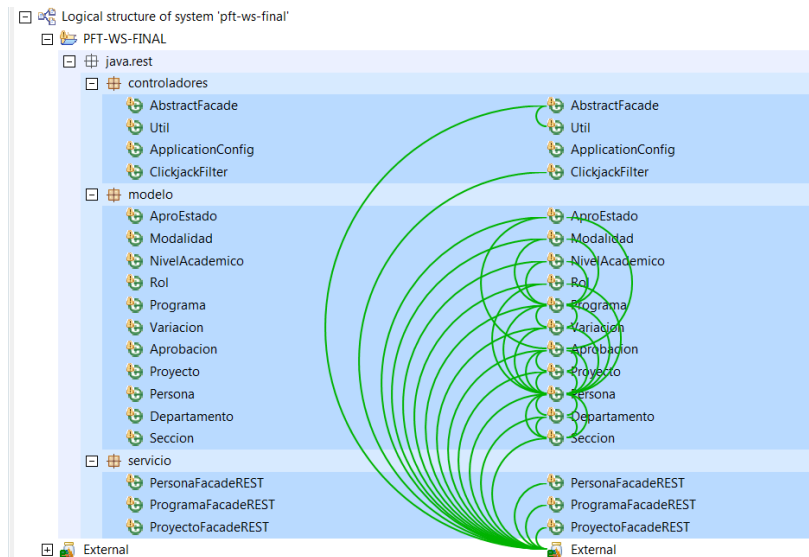 Logical structure of system 'pft-ws-final'
PFT-WS-FINAL
java.rest
controladores
AbstractFacade AbstractFacade
Util Util
ApplicationConfig ApplicationConfig
ClickjackFilter ClickjackFilter
modelo
AproEstado AproEstado
Modalidad Modalidad
NivelAcademico NivelAcademico
Rol Rol
Programa Programa
Variacion Variacion
Aprobacion Aprobacion
Proyecto Proyecto
Persona Persona
Departamento Departamento
Seccion Seccion
servicio
PersonaFacadeREST PersonaFacadeREST
ProgramaFacadeREST ProgramaFacadeREST
ProyectoFacadeREST ProyectoFacadeREST
External External